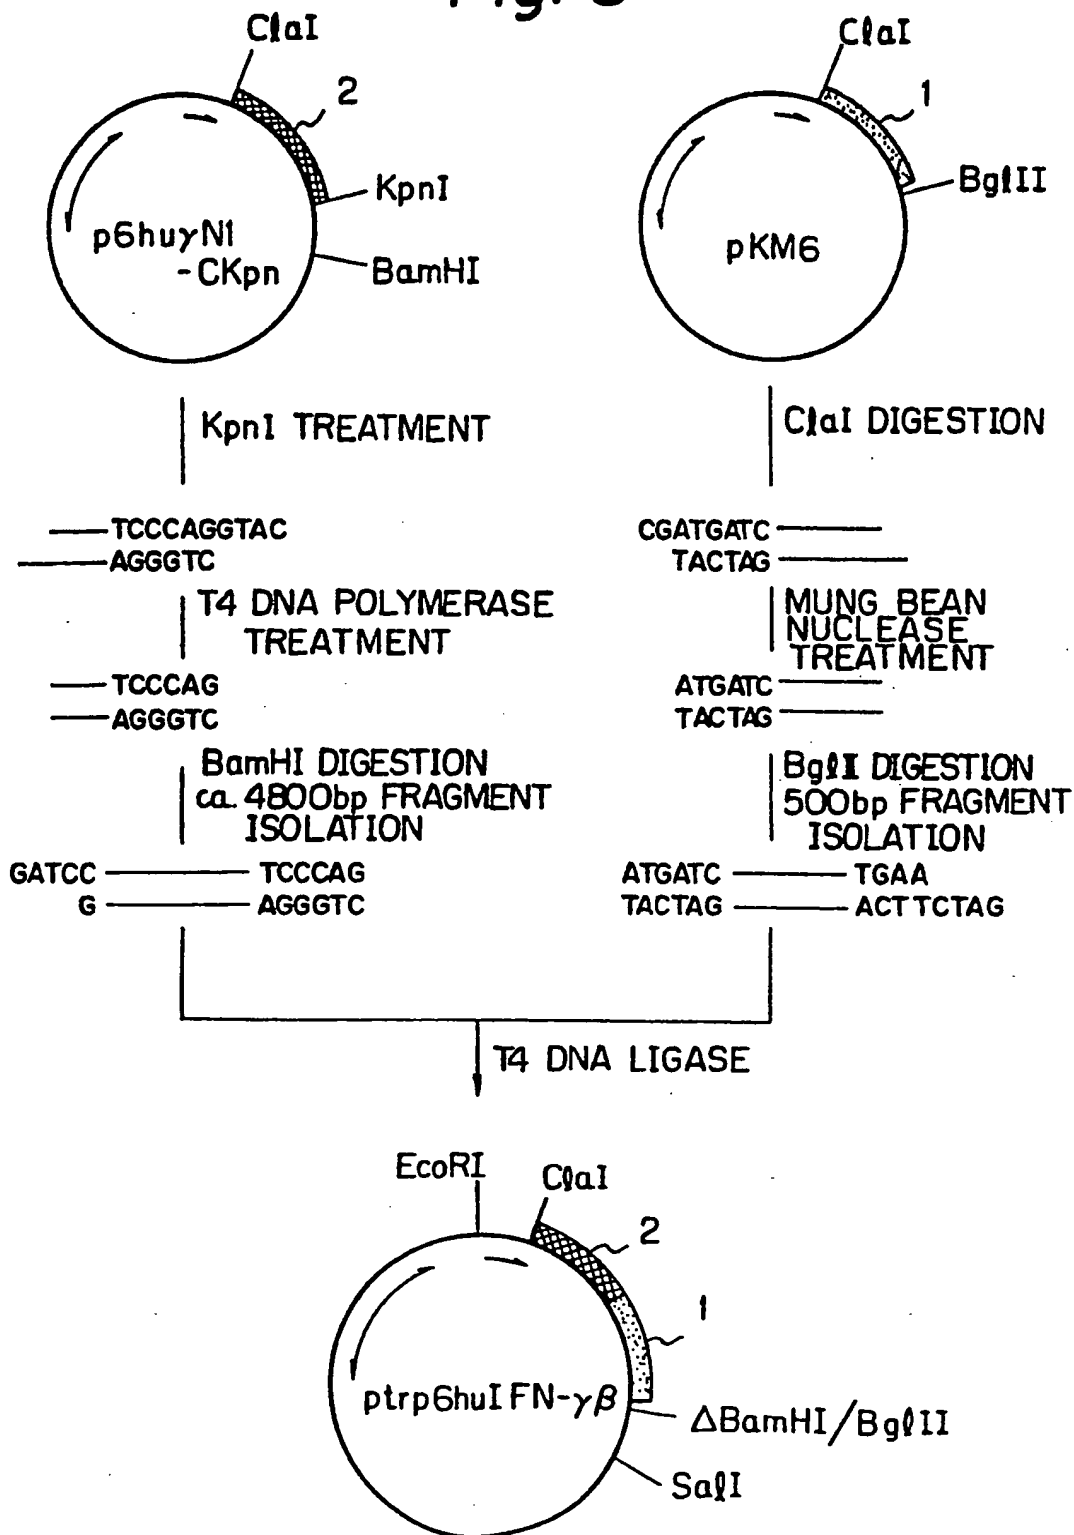 Fig. 3
ClaI
2
KpnI
p6huγN1
-CKpn
BamHI
ClaI
1
BglII
pKM6
KpnI TREATMENT
ClaI DIGESTION
TCCCAGGTAC
AGGGTC
CGATGATC
TACTAG
T4 DNA POLYMERASE
TREATMENT
MUNG BEAN
NUCLEASE
TREATMENT
TCCCAG
AGGGTC
ATGATC
TACTAG
BamHI DIGESTION
ca. 4800bp FRAGMENT
ISOLATION
BglII DIGESTION
500bp FRAGMENT
ISOLATION
GATCC TCCCAG
G AGGGTC
ATGATC TGAA
TACTAG ACTTCTAG
T4 DNA LIGASE
EcoRI
ClaI
2
1
ptrp6huIFN-γβ
ΔBamHI/BglII
SalI